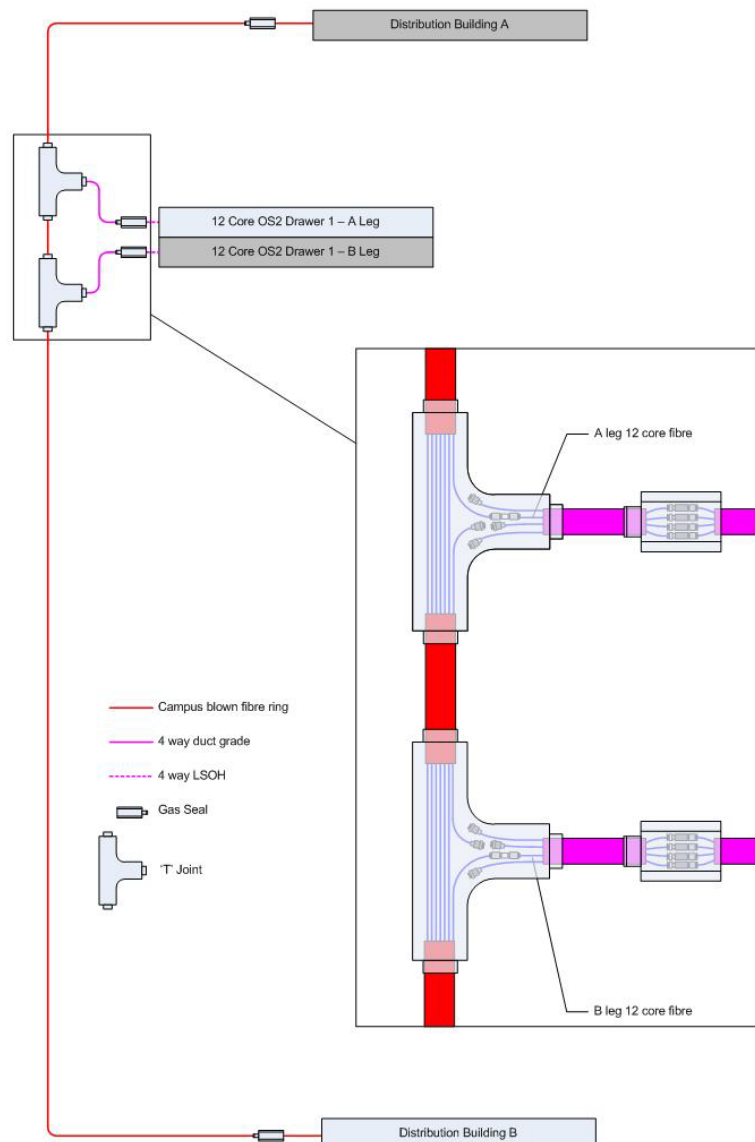 Distribution Building A
12 Core OS2 Drawer 1 – A Leg
12 Core OS2 Drawer 1 – B Leg
A leg 12 core fibre
Campus blown fibre ring
4 way duct grade
4 way LSOH
Gas Seal
‘T’ Joint
B leg 12 core fibre
Distribution Building B